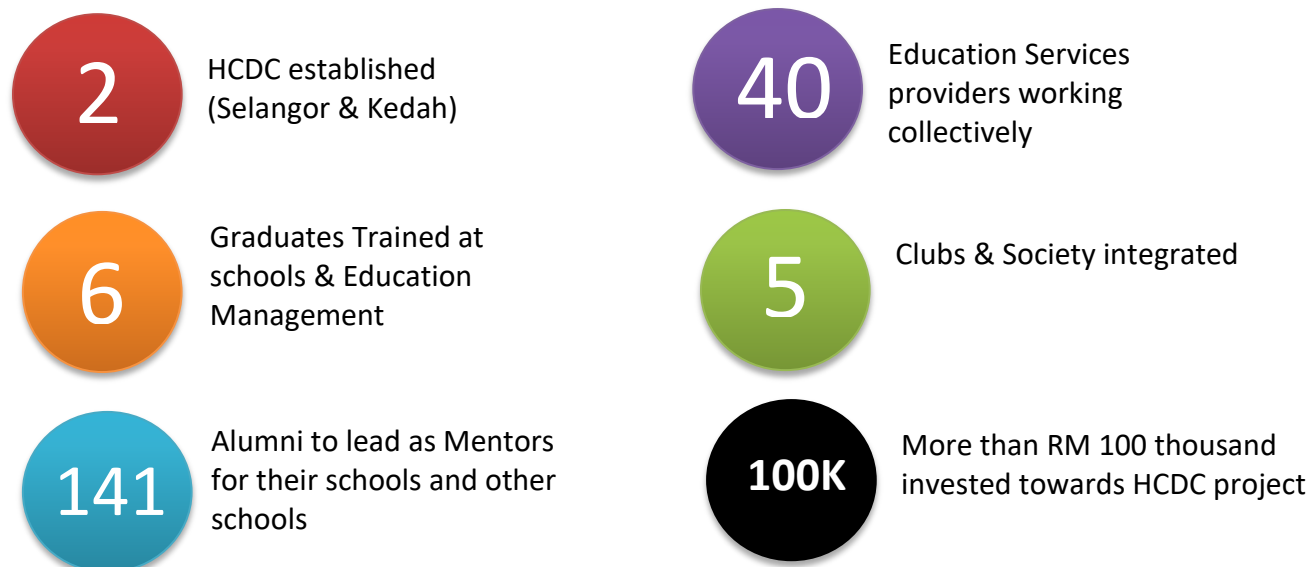 2
HCDC established
(Selangor & Kedah)
40
Education Services
providers working
collectively
6
Graduates Trained at
schools & Education
Management
5
Clubs & Society integrated
141
Alumni to lead as Mentors
for their schools and other
schools
100K
More than RM 100 thousand
invested towards HCDC project